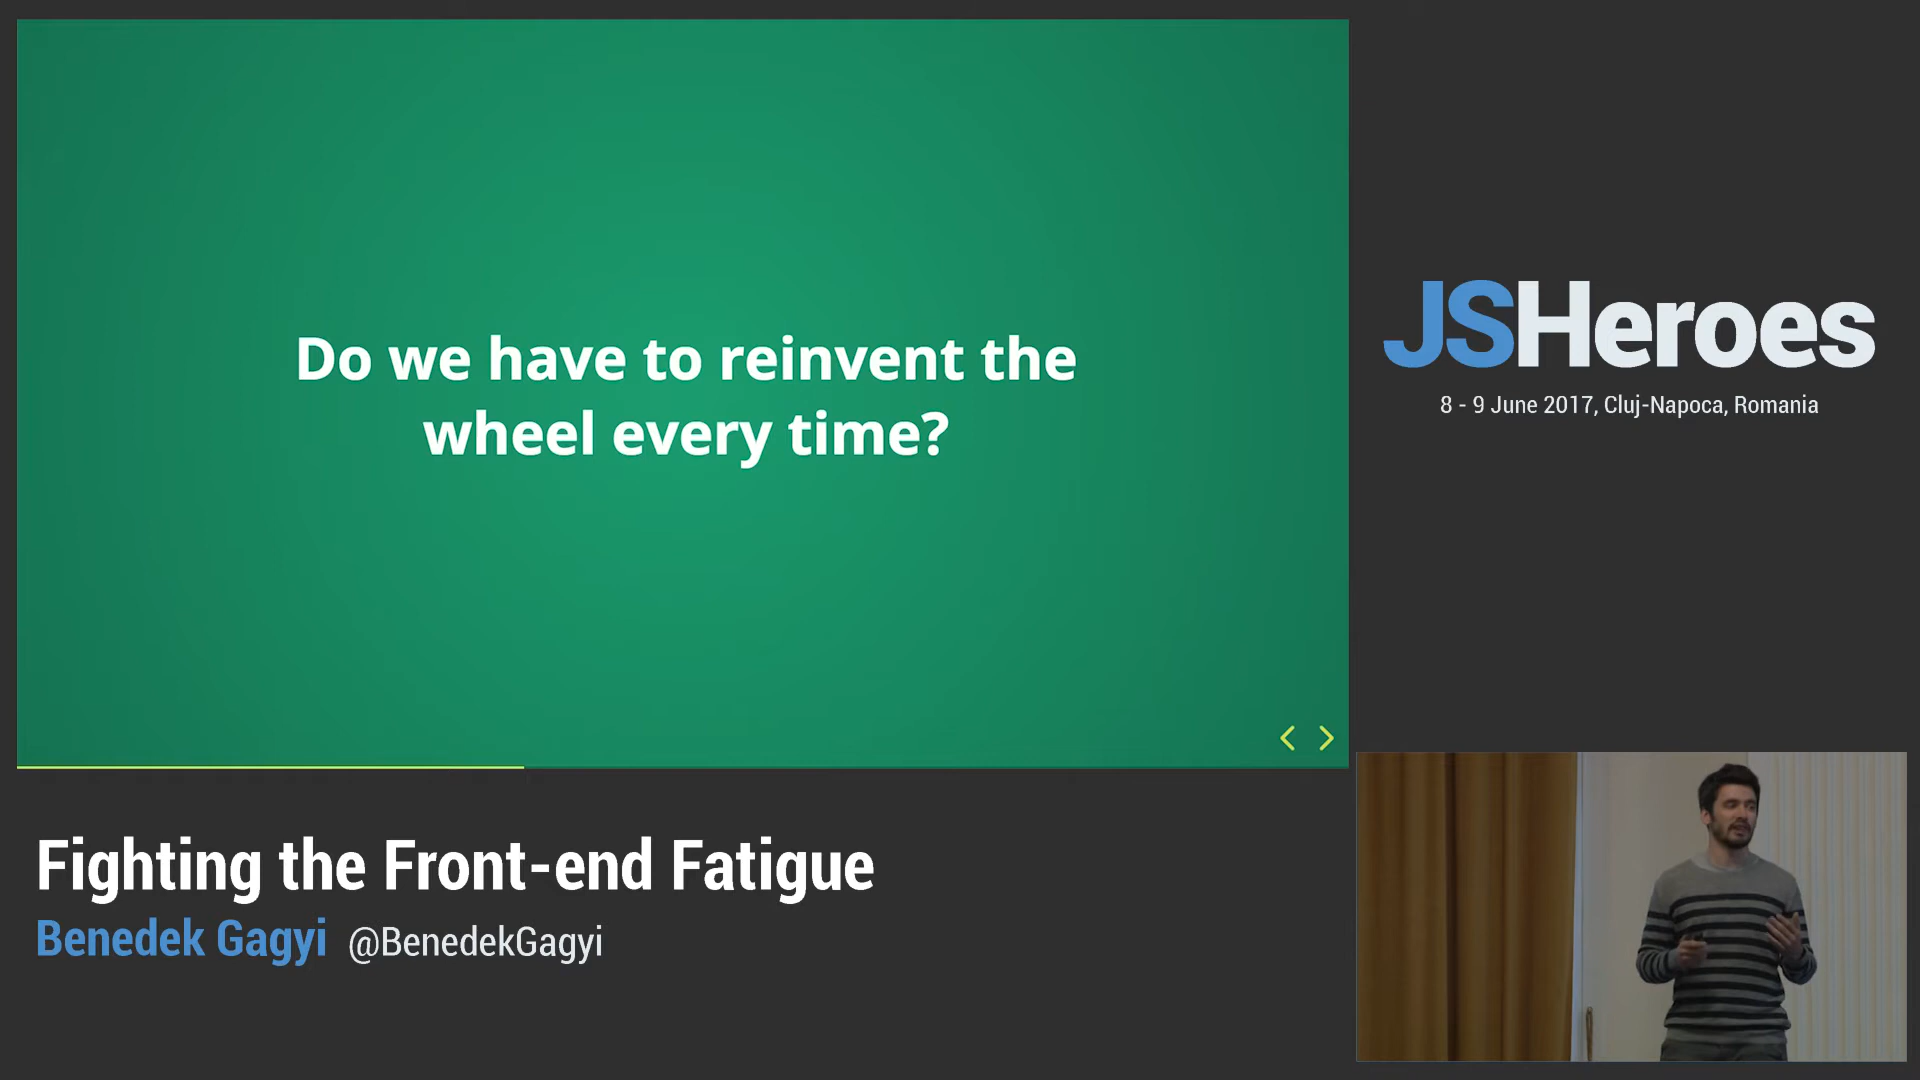 Do we have to reinvent the
wheel every time?
JSHeroes
8 - 9 June 2017, Cluj-Napoca, Romania
Fighting the Front-end Fatigue
Benedek Gagyi @BenedekGagyi